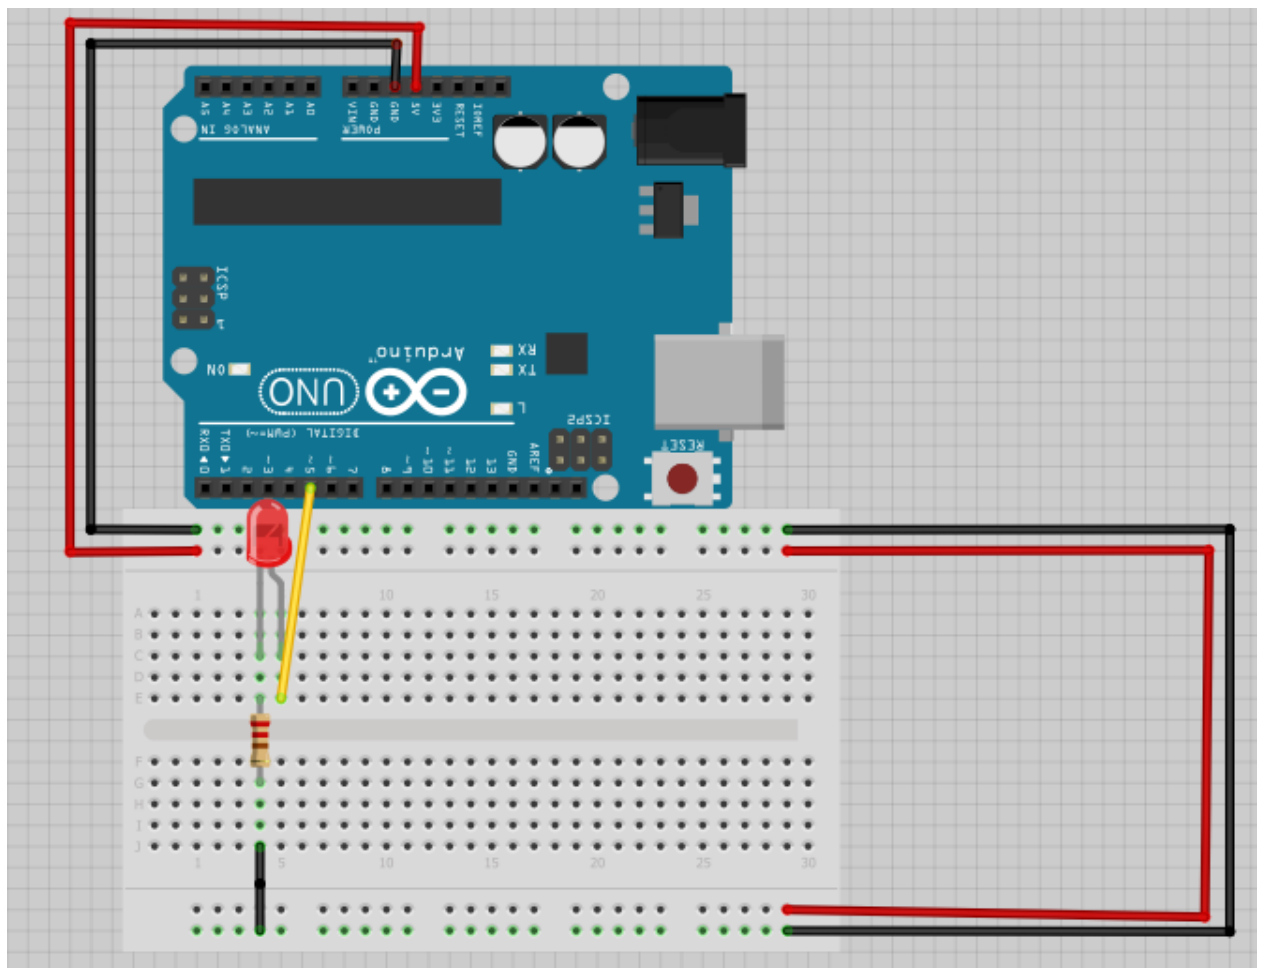 A5 A4 A3 A2 A1 A0 VIN GND GND 5V 3V3 RESET IOREF
ANALOG IN POWER
ICSP
1
Arduino™ RX
TX
ON UNO L
ICSP2
DIGITAL (PWM=~)
RX0 TX0 AREF GND RESET
0 1 2 ~3 4 ~5 ~6 7 8 ~9 ~10 ~11 12 13
1 10 15 20 25 30
A
B
C
D
E
F
G
H
I
J
1 5 10 15 20 25 30